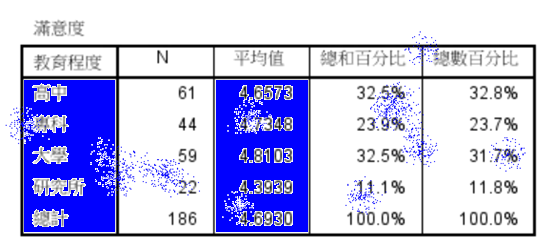 滿意度
教育程度 N 平均值 總和百分比 總數百分比
高中 61 4.6573 32.5% 32.8%
專科 44 4.7348 23.9% 23.7%
大學 59 4.8103 32.5% 31.7%
研究所 22 4.3939 11.1% 11.8%
總計 186 4.6930 100.0% 100.0%